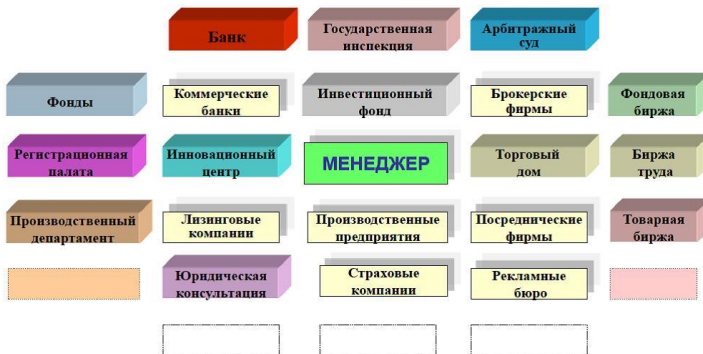 Банк
Государственная
инспекция
Арбитражный
суд
Фонды
Коммерческие
банки
Инвестиционный
фонд
Брокерские
фирмы
Фондовая
биржа
Регистрационная
палата
Инновационный
центр
МЕНЕДЖЕР
Торговый
дом
Биржа
труда
Производственный
департамент
Лизинговые
компании
Производственные
предприятия
Посреднические
фирмы
Товарная
биржа
Юридическая
консультация
Страховые
компании
Рекламные
бюро